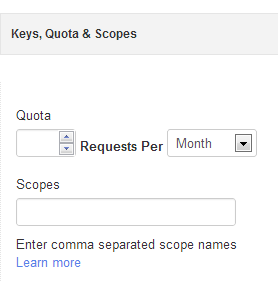 Keys, Quota & Scopes
Quota
Requests Per Month
Scopes
Enter comma separated scope names
Learn more